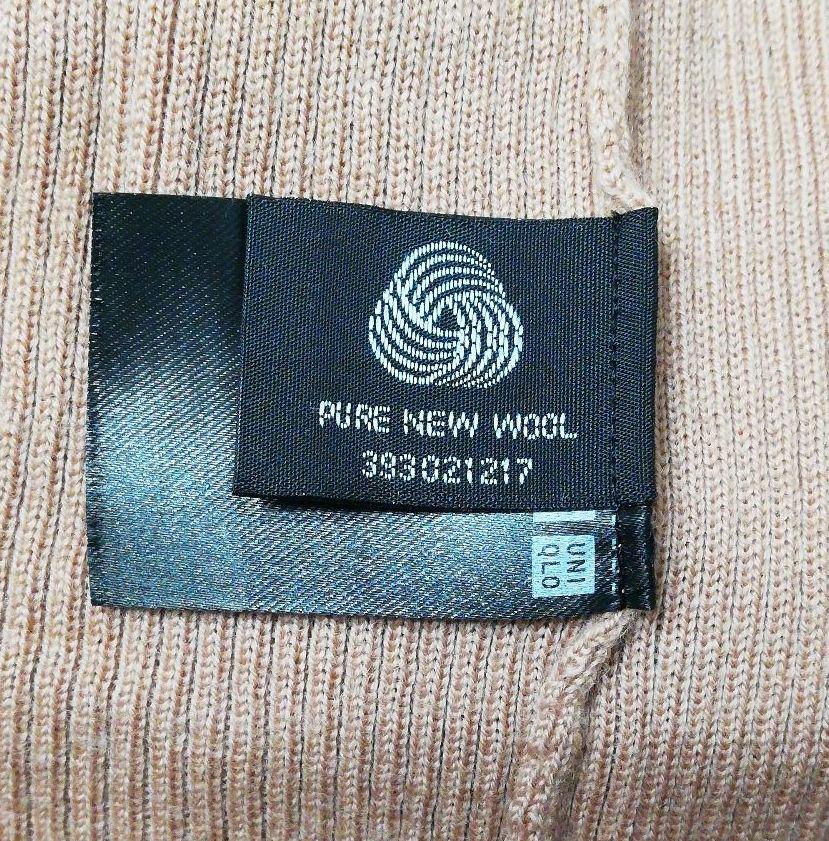 PURE NEW WOOL
393021217
UNI
QLO